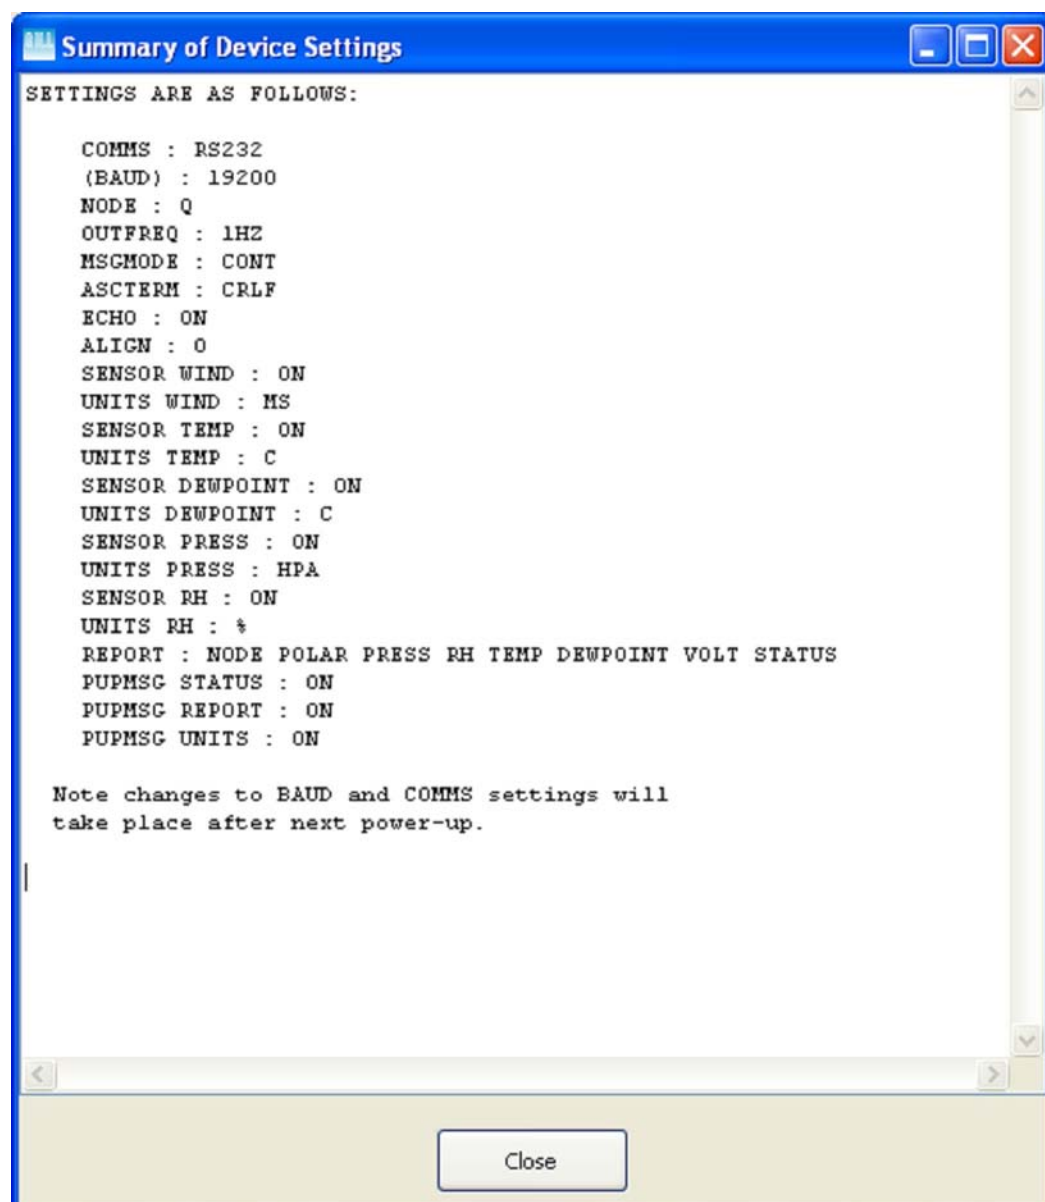 Summary of Device Settings
SETTINGS ARE AS FOLLOWS:
COMMS : RS232
(BAUD) : 19200
NODE : Q
OUTFREQ : 1HZ
MSGMODE : CONT
ASCTERM : CRLF
ECHO : ON
ALIGN : 0
SENSOR WIND : ON
UNITS WIND : MS
SENSOR TEMP : ON
UNITS TEMP : C
SENSOR DEWPOINT : ON
UNITS DEWPOINT : C
SENSOR PRESS : ON
UNITS PRESS : HPA
SENSOR RH : ON
UNITS RH : %
REPORT : NODE POLAR PRESS RH TEMP DEWPOINT VOLT STATUS
PUPMSG STATUS : ON
PUPMSG REPORT : ON
PUPMSG UNITS : ON
Note changes to BAUD and COMMS settings will
take place after next power-up.
Close